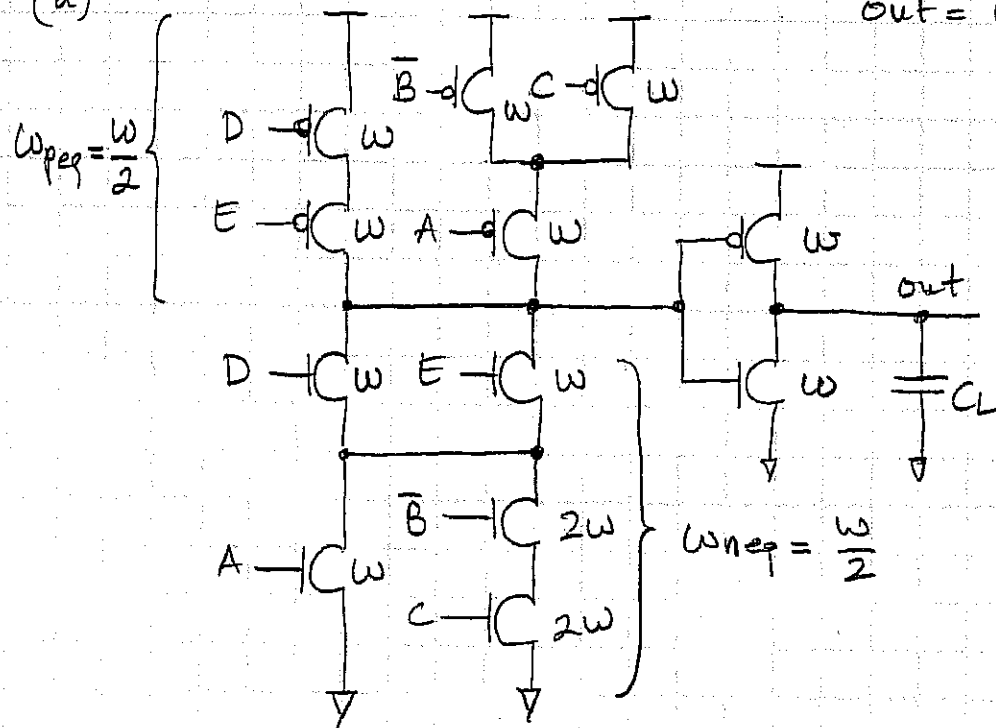 (a)
out =
B̅ C W W
D W
Wpeq = W/2
E W A W W
out
D W E W W CL
B̅ 2W
A W Wneq = W/2
C 2W